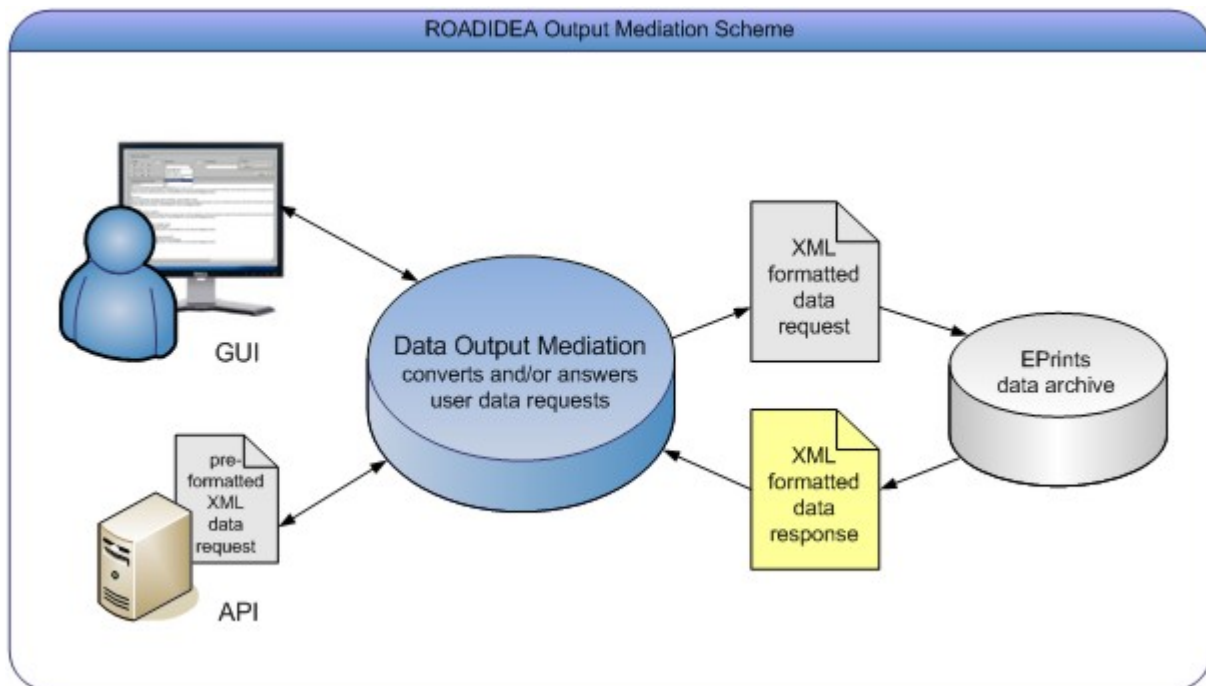 ROADIDEA Output Mediation Scheme
GUI
Data Output Mediation
converts and/or answers
user data requests
XML
formatted
data
request
EPrints
data archive
pre-
formatted
XML
data
request
API
XML
formatted
data
response